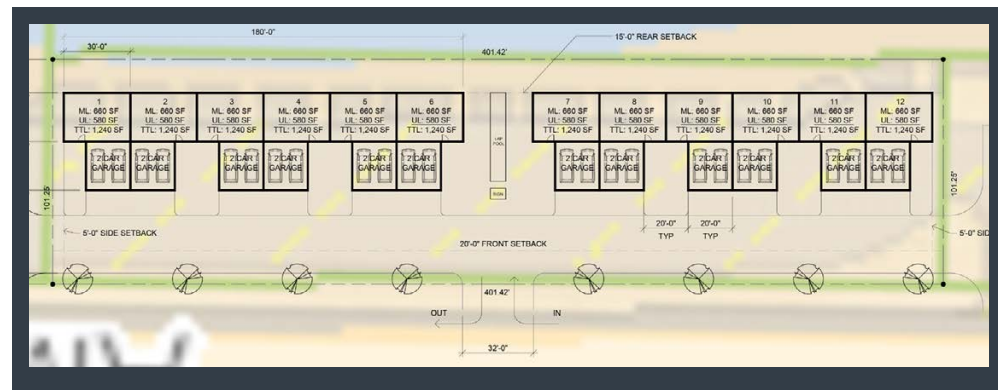 180'-0"
15'-0" REAR SETBACK
30'-0"
401.42'
1
ML: 660 SF
UL: 580 SF
TTL: 1,240 SF
2
ML: 660 SF
UL: 580 SF
TTL: 1,240 SF
3
ML: 660 SF
UL: 580 SF
TTL: 1,240 SF
4
ML: 660 SF
UL: 580 SF
TTL: 1,240 SF
5
ML: 660 SF
UL: 580 SF
TTL: 1,240 SF
6
ML: 660 SF
UL: 580 SF
TTL: 1,240 SF
LAP
POOL
7
ML: 660 SF
UL: 580 SF
TTL: 1,240 SF
8
ML: 660 SF
UL: 580 SF
TTL: 1,240 SF
9
ML: 660 SF
UL: 580 SF
TTL: 1,240 SF
10
ML: 660 SF
UL: 580 SF
TTL: 1,240 SF
11
ML: 660 SF
UL: 580 SF
TTL: 1,240 SF
12
ML: 660 SF
UL: 580 SF
TTL: 1,240 SF
2 CAR
GARAGE
2 CAR
GARAGE
2 CAR
GARAGE
2 CAR
GARAGE
2 CAR
GARAGE
2 CAR
GARAGE
2 CAR
GARAGE
2 CAR
GARAGE
2 CAR
GARAGE
2 CAR
GARAGE
2 CAR
GARAGE
2 CAR
GARAGE
SIGN
101.25'
101.25'
5'-0" SIDE SETBACK
20'-0"
TYP
20'-0"
TYP
5'-0" SID
20'-0" FRONT SETBACK
401.42'
OUT
IN
32'-0"